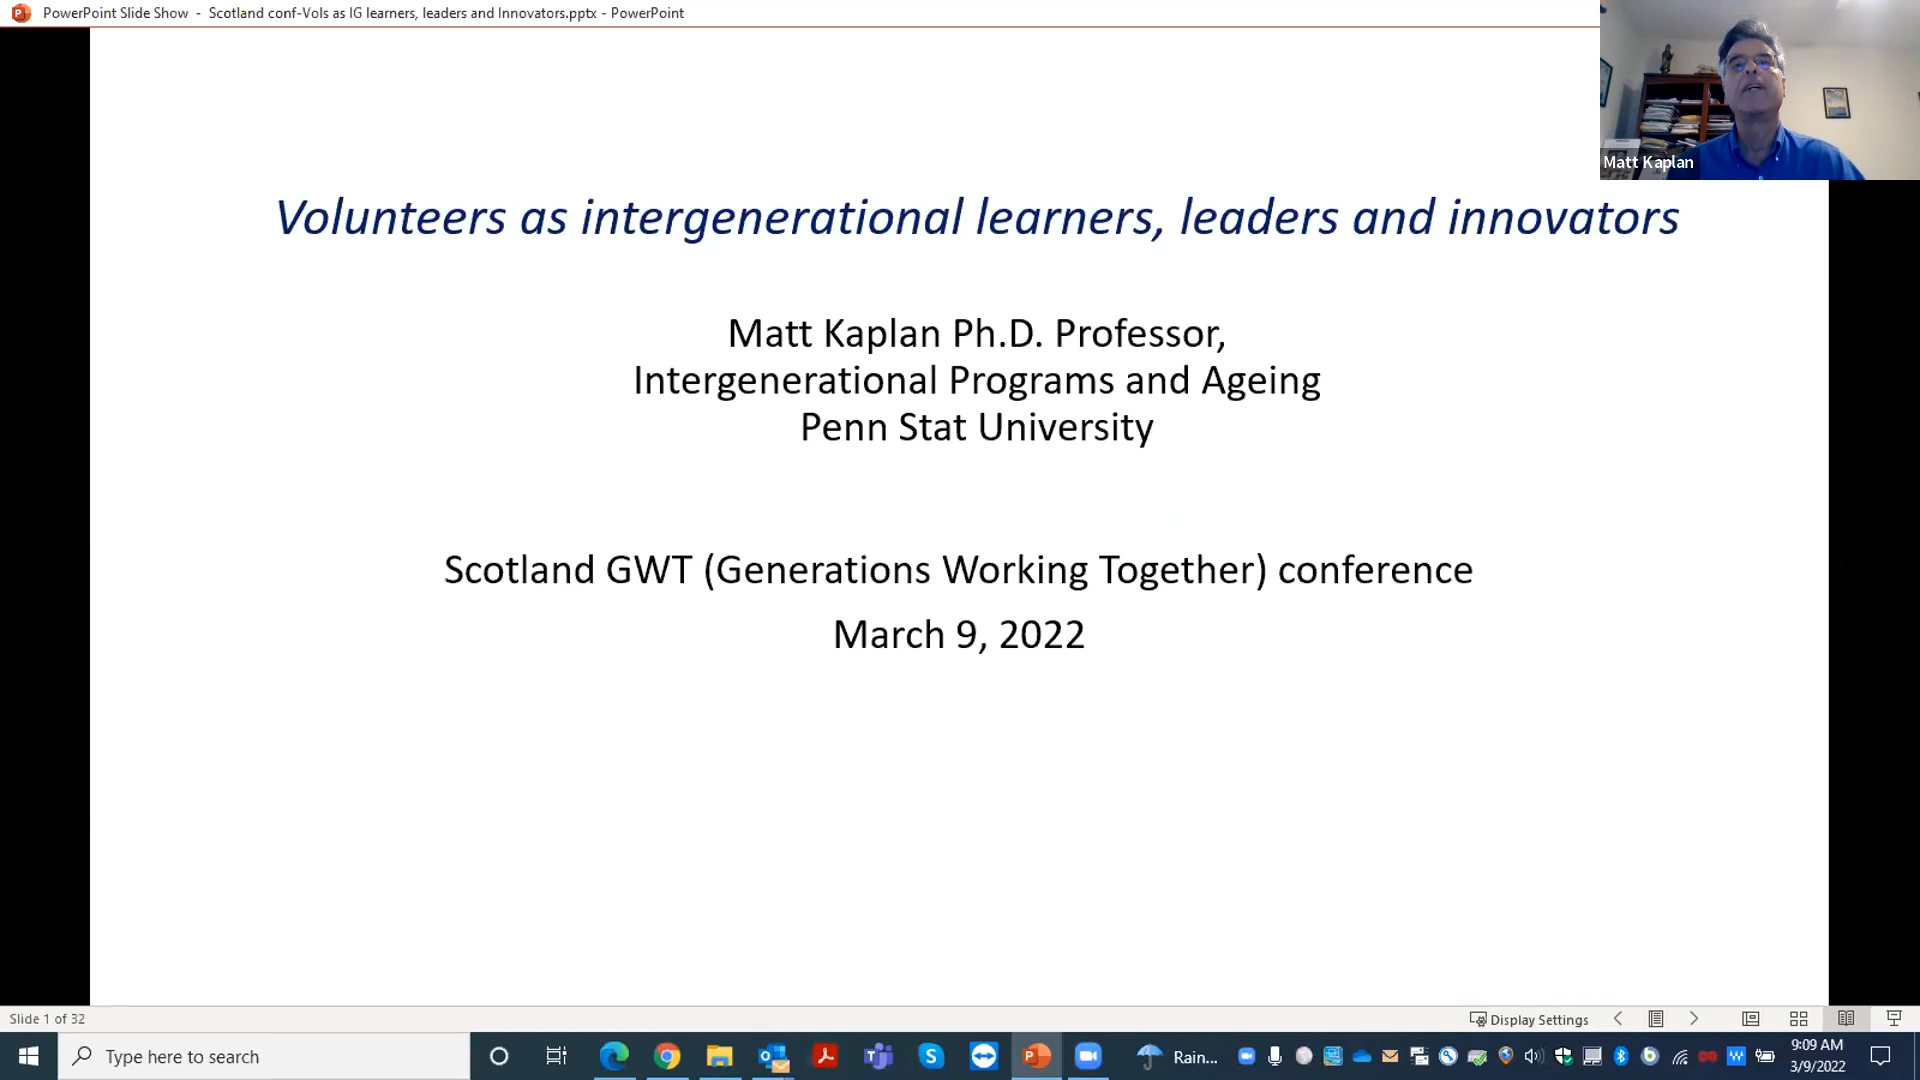 PowerPoint Slide Show - Scotland conf-Vols as IG learners, leaders and Innovators.pptx - PowerPoint
Matt Kaplan
Volunteers as intergenerational learners, leaders and innovators
Matt Kaplan Ph.D. Professor,
Intergenerational Programs and Ageing
Penn Stat University
Scotland GWT (Generations Working Together) conference
March 9, 2022
Slide 1 of 32
Display Settings
Type here to search
Rain...
9:09 AM
3/9/2022